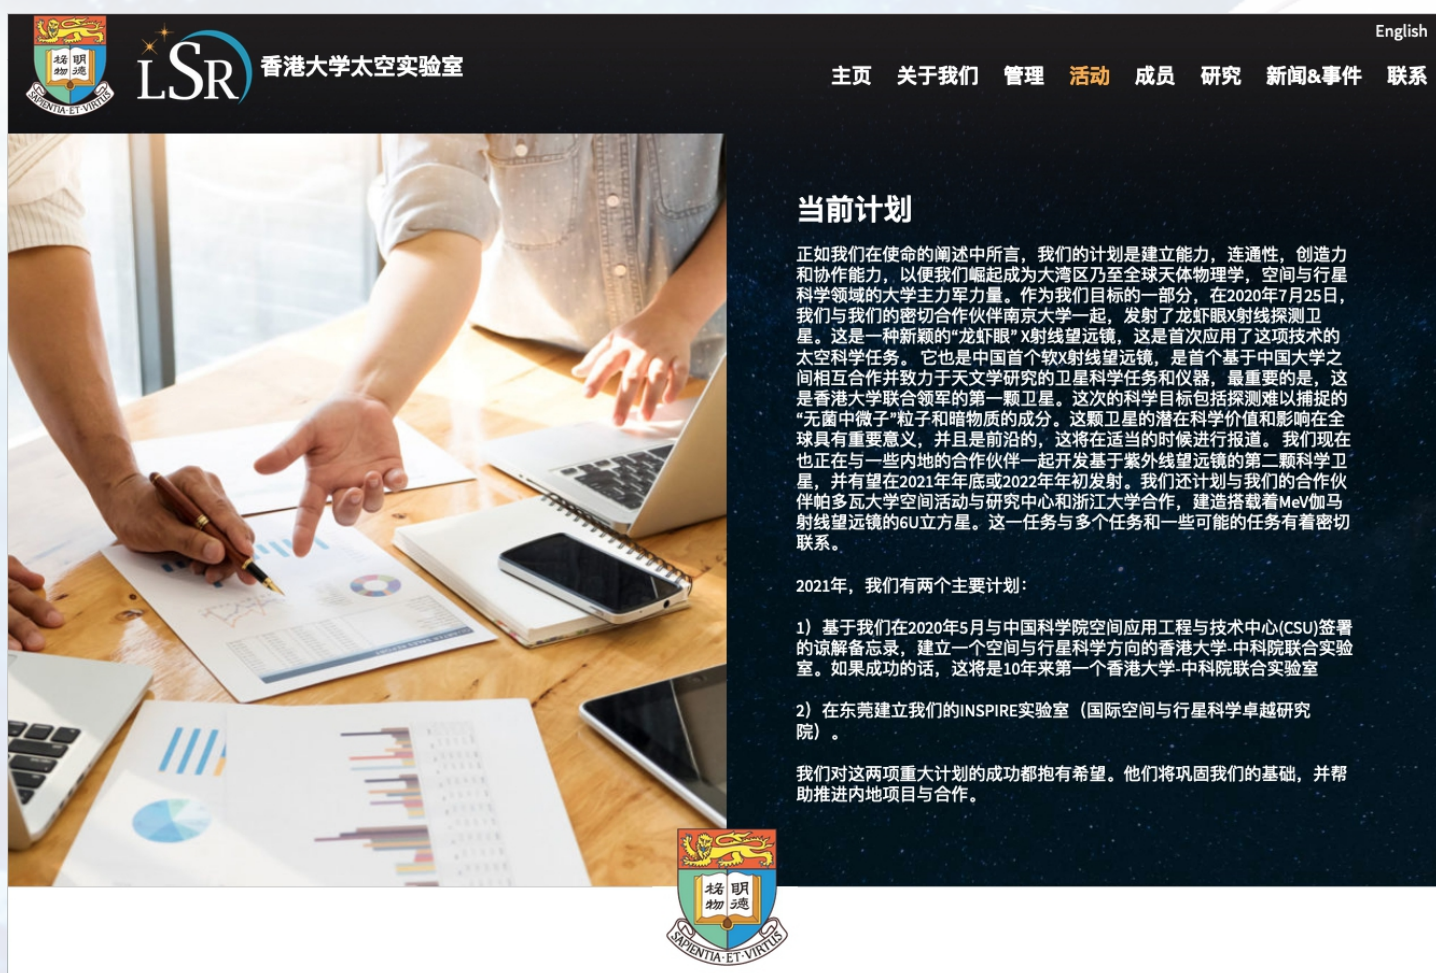 English
格物 明德
SAPIENTIA·ET·VIRTUS
LSR
香港大学太空实验室
主页 关于我们 管理 活动 成员 研究 新闻&事件 联系
当前计划
正如我们在使命的阐述中所言，我们的计划是建立能力，连通性，创造力
和协作能力，以便我们崛起成为大湾区乃至全球天体物理学，空间与行星
科学领域的大学主力军力量。作为我们目标的一部分，在2020年7月25日，
我们与我们的密切合作伙伴南京大学一起，发射了龙虾眼X射线探测卫
星。这是一种新颖的“龙虾眼” X射线望远镜，这是首次应用了这项技术的
太空科学任务。 它也是中国首个软X射线望远镜，是首个基于中国大学之
间相互合作并致力于天文学研究的卫星科学任务和仪器，最重要的是，这
是香港大学联合领军的第一颗卫星。这次的科学目标包括探测难以捕捉的
“无菌中微子”粒子和暗物质的成分。这颗卫星的潜在科学价值和影响在全
球具有重要意义，并且是前沿的，这将在适当的时候进行报道。 我们现在
也正在与一些内地的合作伙伴一起开发基于紫外线望远镜的第二颗科学卫
星，并有望在2021年年底或2022年年初发射。我们还计划与我们的合作伙
伴帕多瓦大学空间活动与研究中心和浙江大学合作，建造搭载着MeV伽马
射线望远镜的6U立方星。这一任务与多个任务和一些可能的任务有着密切
联系。
2021年，我们有两个主要计划：
1）基于我们在2020年5月与中国科学院空间应用工程与技术中心(CSU)签署
的谅解备忘录，建立一个空间与行星科学方向的香港大学-中科院联合实验
室。如果成功的话，这将是10年来第一个香港大学-中科院联合实验室
2）在东莞建立我们的INSPIRE实验室（国际空间与行星科学卓越研究
院）。
我们对这两项重大计划的成功都抱有希望。他们将巩固我们的基础，并帮
助推进内地项目与合作。
格物 明德
SAPIENTIA·ET·VIRTUS